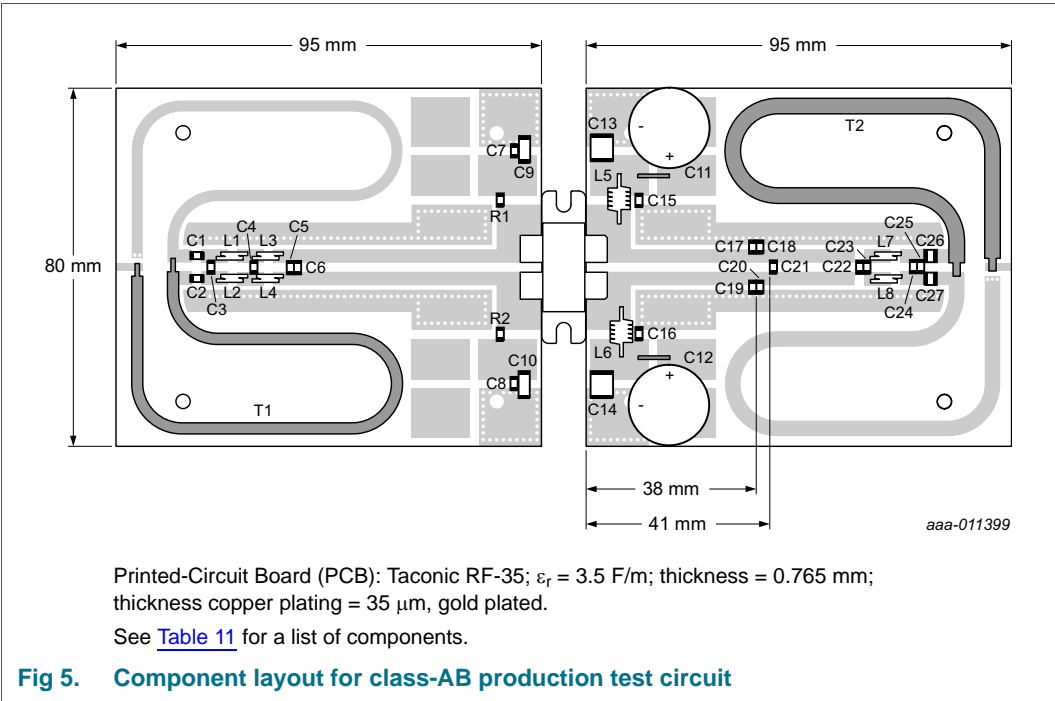 95 mm
95 mm
80 mm
C13
T2
C7
C9
-
+
L5
C11
R1
C15
C4
C5
C25
C1
L1
L3
C17
C18
C23
L7
C26
C6
C20
C21
C22
C2
L2
L4
C19
L8
C27
C3
C24
R2
C16
L6
C12
C10
C8
+
-
C14
T1
38 mm
41 mm
aaa-011399
Printed-Circuit Board (PCB): Taconic RF-35; εr = 3.5 F/m; thickness = 0.765 mm;
thickness copper plating = 35 μm, gold plated.
See Table 11 for a list of components.
Fig 5. Component layout for class-AB production test circuit